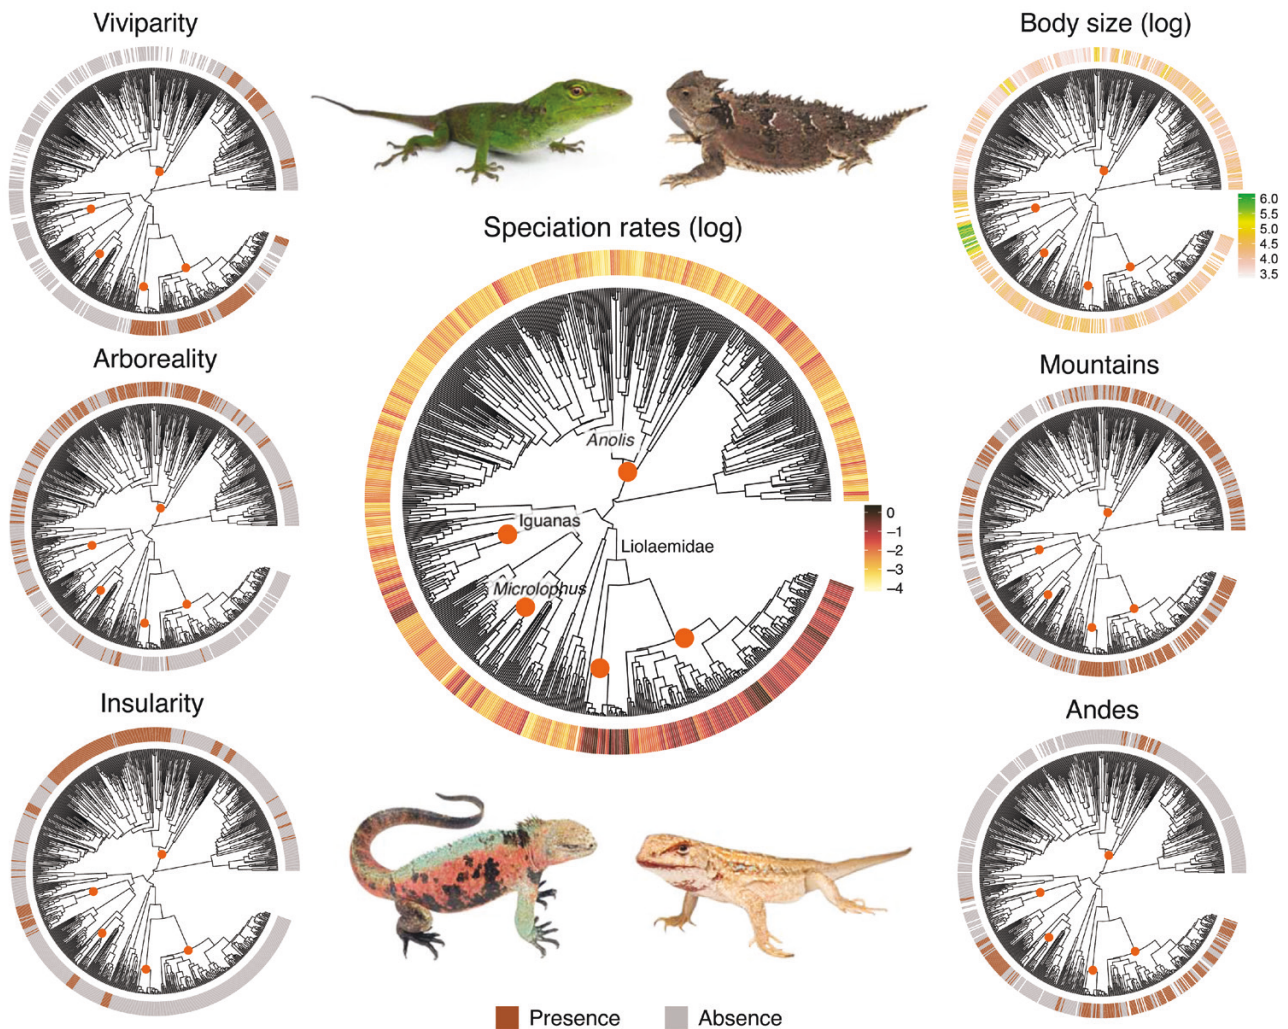 Viviparity
Body size (log)
6.0
5.5
5.0
4.5
4.0
3.5
Speciation rates (log)
Anolis
Iguanas
Liolaemidae
Microlophus
0
−1
−2
−3
−4
Arboreality
Mountains
Insularity
Andes
Presence
Absence